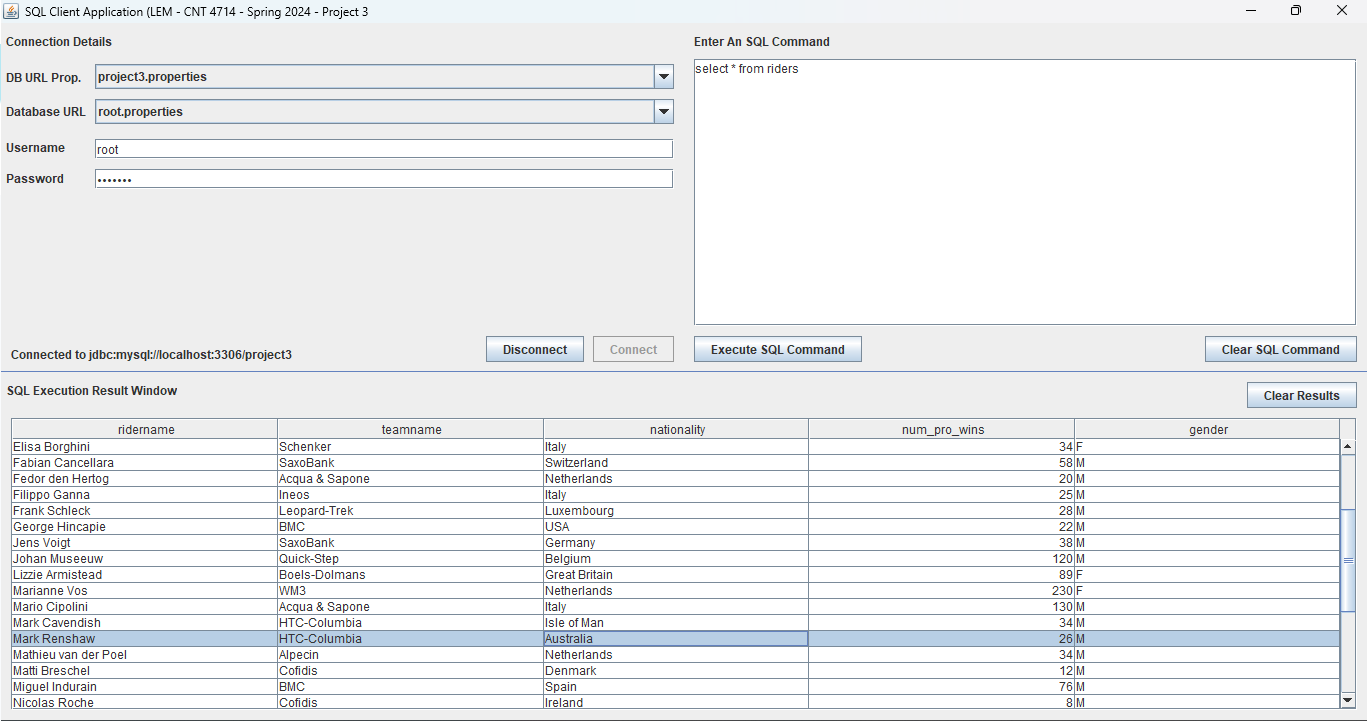 SQL Client Application (LEM - CNT 4714 - Spring 2024 - Project 3
Connection Details
DB URL Prop. project3.properties
Database URL root.properties
Username root
Password •••••••
Connected to jdbc:mysql://localhost:3306/project3 Disconnect Connect
Enter An SQL Command
select * from riders
Execute SQL Command Clear SQL Command
SQL Execution Result Window
Clear Results
ridername teamname nationality num_pro_wins gender
Elisa Borghini Schenker Italy 34 F
Fabian Cancellara SaxoBank Switzerland 58 M
Fedor den Hertog Acqua & Sapone Netherlands 20 M
Filippo Ganna Ineos Italy 25 M
Frank Schleck Leopard-Trek Luxembourg 28 M
George Hincapie BMC USA 22 M
Jens Voigt SaxoBank Germany 38 M
Johan Museeuw Quick-Step Belgium 120 M
Lizzie Armistead Boels-Dolmans Great Britain 89 F
Marianne Vos WM3 Netherlands 230 F
Mario Cipolini Acqua & Sapone Italy 130 M
Mark Cavendish HTC-Columbia Isle of Man 34 M
Mark Renshaw HTC-Columbia Australia 26 M
Mathieu van der Poel Alpecin Netherlands 34 M
Matti Breschel Cofidis Denmark 12 M
Miguel Indurain BMC Spain 76 M
Nicolas Roche Cofidis Ireland 8 M